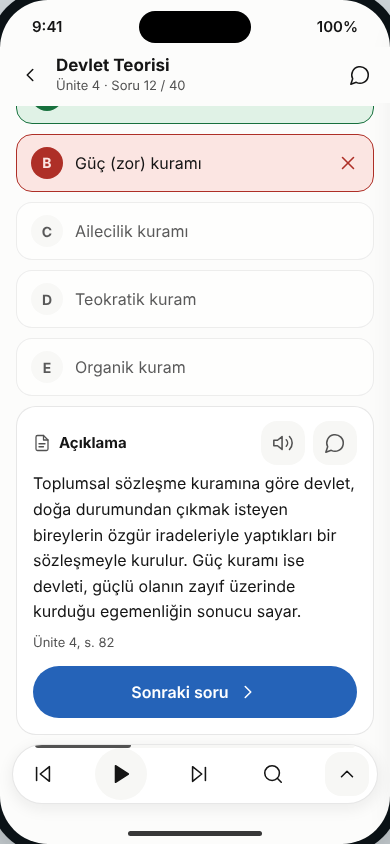 9:41
100%
Devlet Teorisi
Ünite 4 · Soru 12 / 40
B
Güç (zor) kuramı
C
Ailecilik kuramı
D
Teokratik kuram
E
Organik kuram
Açıklama
Toplumsal sözleşme kuramına göre devlet,
doğa durumundan çıkmak isteyen
bireylerin özgür iradeleriyle yaptıkları bir
sözleşmeyle kurulur. Güç kuramı ise
devleti, güçlü olanın zayıf üzerinde
kurduğu egemenliğin sonucu sayar.
Ünite 4, s. 82
Sonraki soru